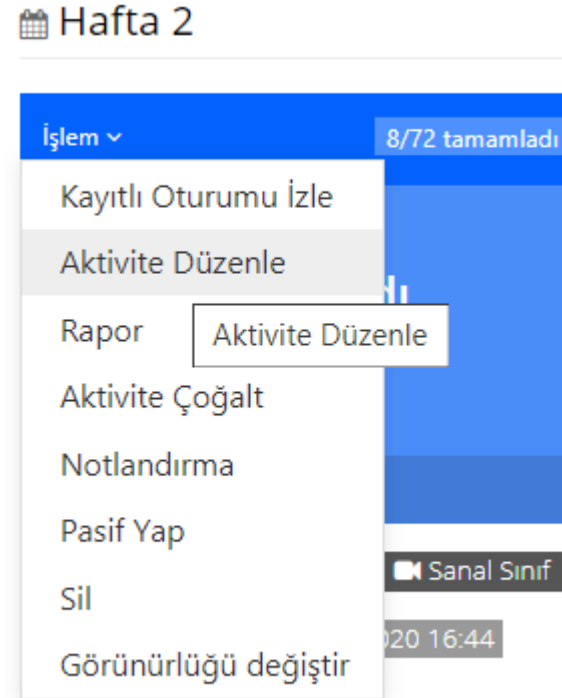 Hafta 2
İşlem
8/72 tamamladı
Kayıtlı Oturumu İzle
Aktivite Düzenle
Rapor
Aktivite Düzenle
Aktivite Çoğalt
Notlandırma
Pasif Yap
Sanal Sınıf
Sil
020 16:44
Görünürlüğü değiştir